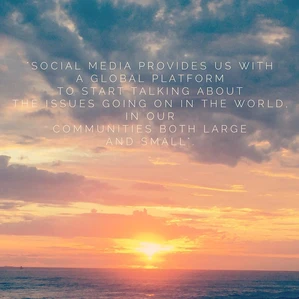 "SOCIAL MEDIA PROVIDES US WITH
A GLOBAL PLATFORM
TO START TALKING ABOUT
THE ISSUES GOING ON IN THE WORLD,
IN OUR
COMMUNITIES BOTH LARGE
AND SMALL".